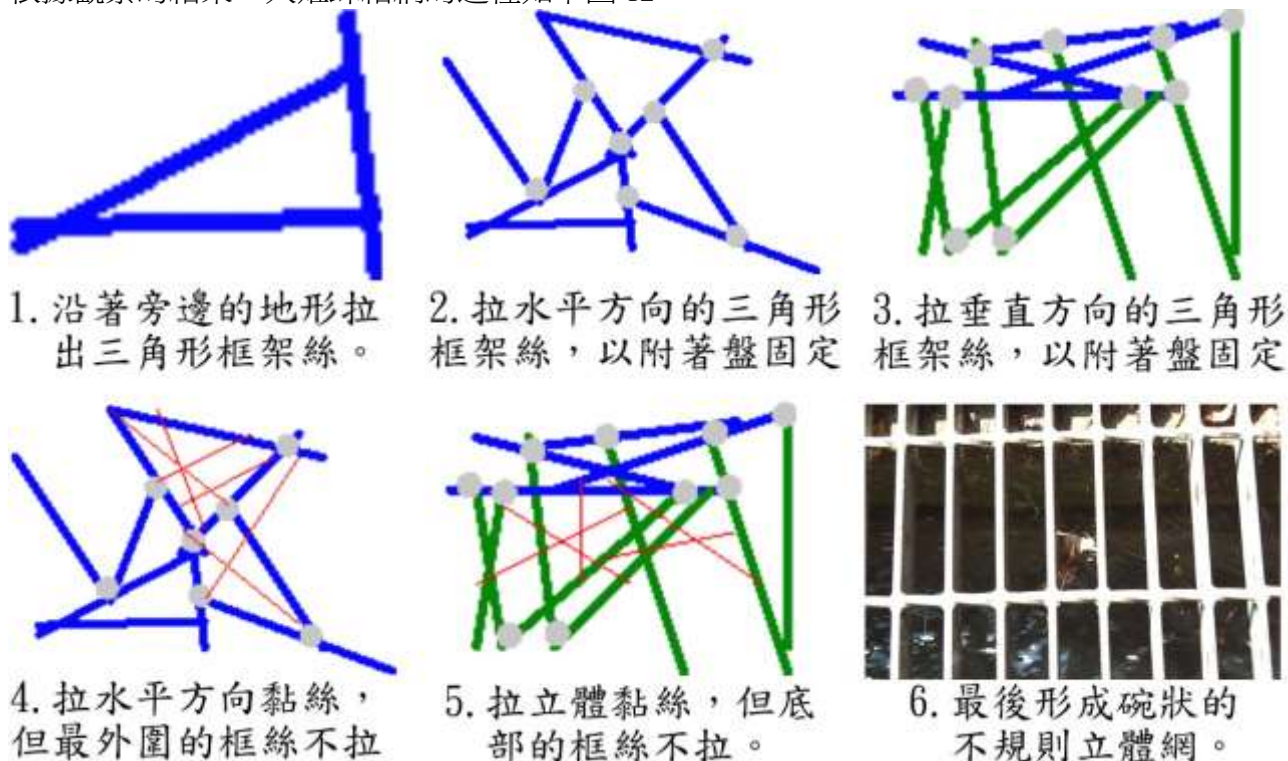 1.沿著旁邊的地形拉
出三角形框架絲。
2.拉水平方向的三角形
框架絲，以附著盤固定
3.拉垂直方向的三角形
框架絲，以附著盤固定
4.拉水平方向黏絲，
但最外圍的框絲不拉
5.拉立體黏絲，但底
部的框絲不拉。
6.最後形成碗狀的
不規則立體網。